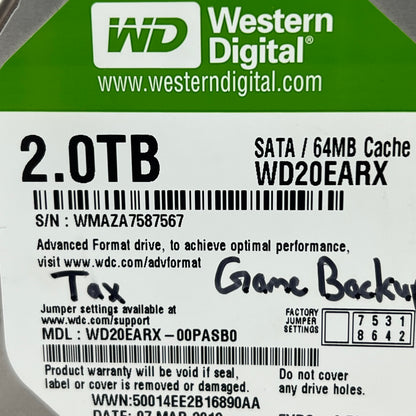 WD Western Digital®
www.westerndigital.com
2.0TB
SATA / 64MB Cache
WD20EARX
S/N : WMAZA7587567
Advanced Format drive, to achieve optimal performance,
visit www.wdc.com/advformat
Tax
Game Backup
Jumper settings available at
www.wdc.com/support
FACTORY JUMPER SETTINGS
7 5 3 1
8 6 4 2
MDL : WD20EARX-00PASB0
Product warranty will be void if any seal,
label or cover is removed or damaged.
Do not cover
any drive holes.
WWN:50014EE2B16890AA